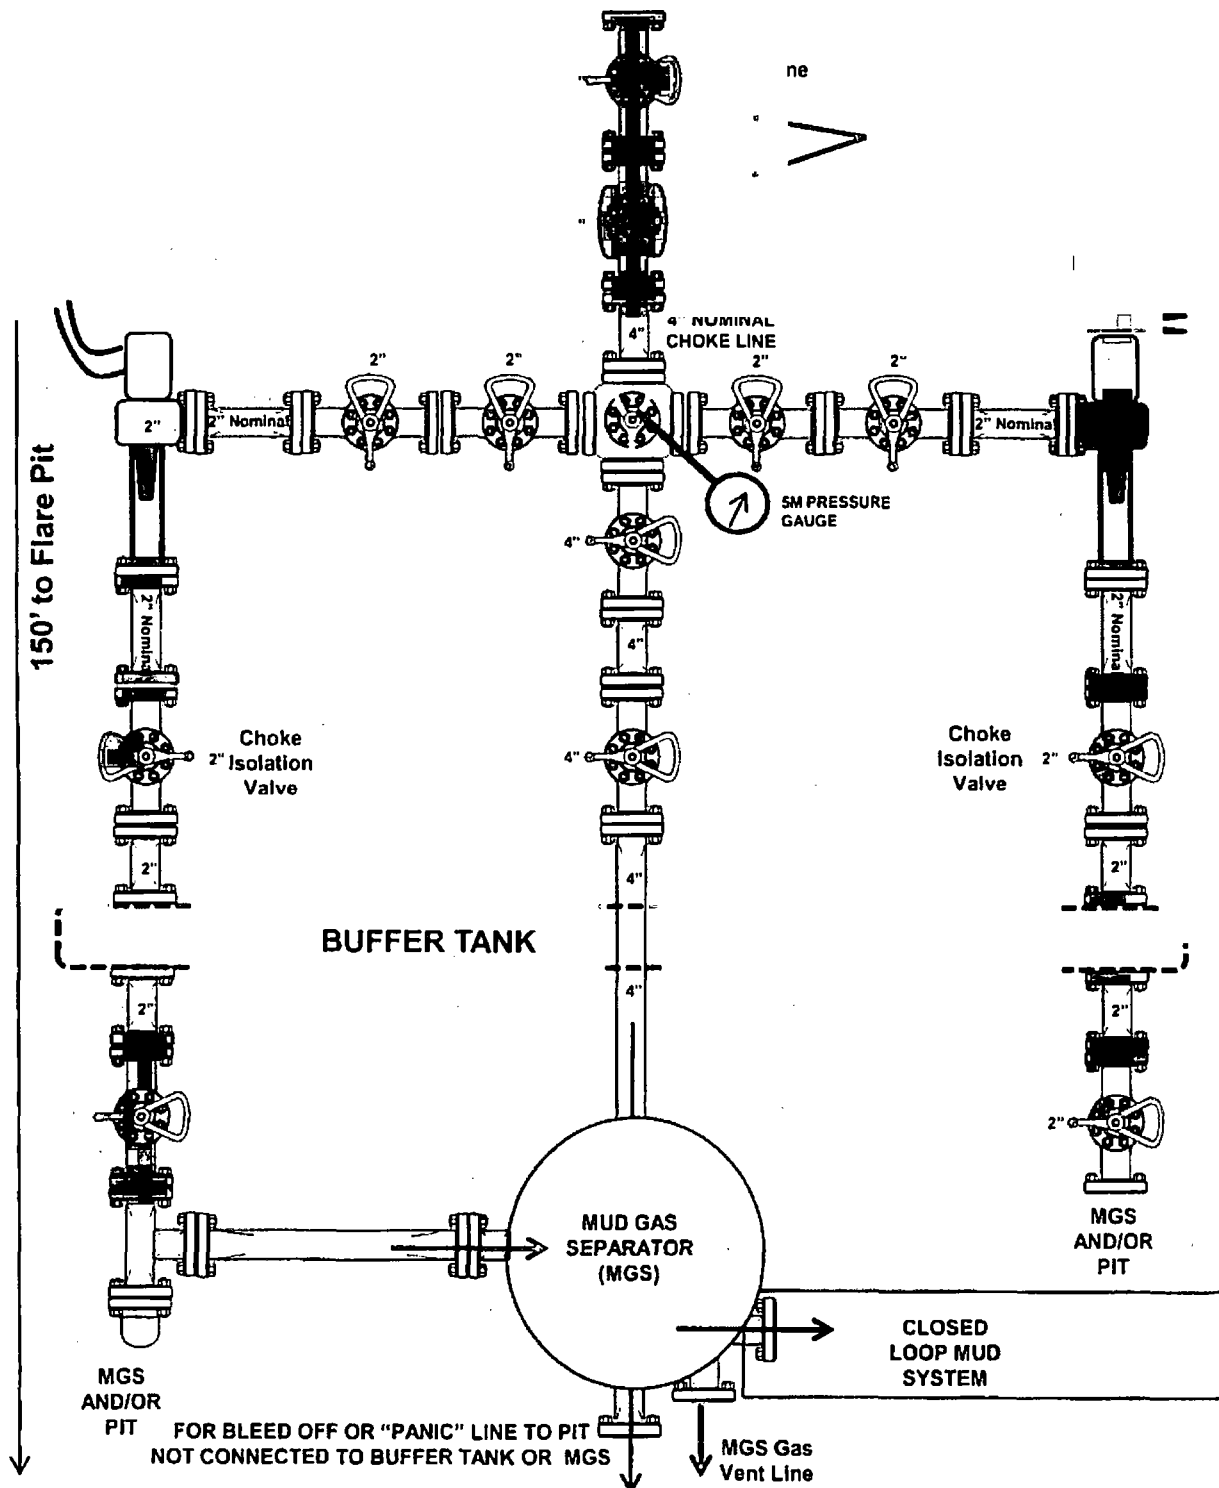 ne
4" NOMINAL
CHOKE LINE
4"
2"
2"
2"
2"
2"
2" Nominal
2" Nominal
5M PRESSURE
GAUGE
4"
150' to Flare Pit
2" Nominal
4"
2" Nominal
Choke
Isolation
Valve
2"
4"
Choke
Isolation
Valve
2"
2"
4"
2"
BUFFER TANK
2"
4"
2"
2"
MUD GAS
SEPARATOR
(MGS)
MGS
AND/OR
PIT
CLOSED
LOOP MUD
SYSTEM
MGS
AND/OR
PIT
FOR BLEED OFF OR "PANIC" LINE TO PIT
NOT CONNECTED TO BUFFER TANK OR MGS
MGS Gas
Vent Line